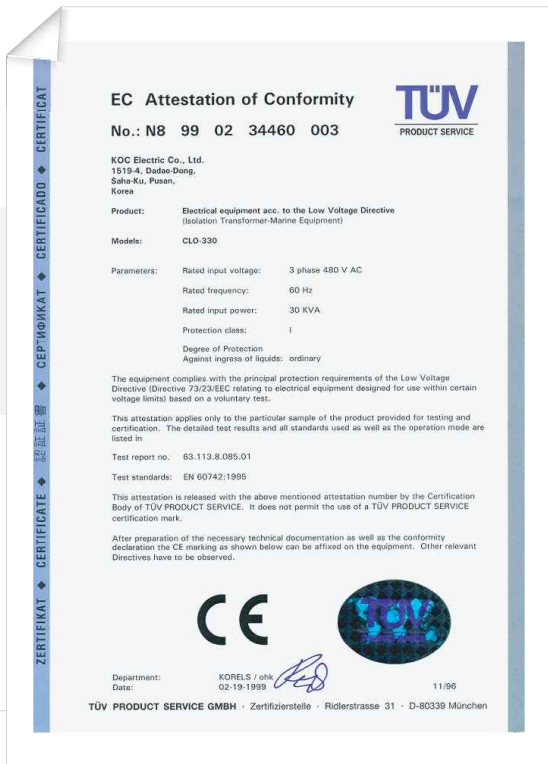 EC Attestation of Conformity
TÜV
PRODUCT SERVICE
No.: N8 99 02 34460 003
KOC Electric Co., Ltd.
1519-4, Dadae-Dong,
Saha-Ku, Pusan,
Korea
Product: Electrical equipment acc. to the Low Voltage Directive
(Isolation Transformer-Marine Equipment)
Models: CLO-330
Parameters: Rated input voltage: 3 phase 480 V AC
Rated frequency: 60 Hz
Rated input power: 30 KVA
Protection class: I
Degree of Protection
Against ingress of liquids: ordinary
The equipment complies with the principal protection requirements of the Low Voltage
Directive (Directive 73/23/EEC relating to electrical equipment designed for use within certain
voltage limits) based on a voluntary test.
This attestation applies only to the particular sample of the product provided for testing and
certification. The detailed test results and all standards used as well as the operation mode are
listed in
Test report no. 63.113.8.085.01
Test standards: EN 60742:1995
This attestation is released with the above mentioned attestation number by the Certification
Body of TÜV PRODUCT SERVICE. It does not permit the use of a TÜV PRODUCT SERVICE
certification mark.
After preparation of the necessary technical documentation as well as the conformity
declaration the CE marking as shown below can be affixed on the equipment. Other relevant
Directives have to be observed.
CE
TÜV
Department: KORELS / ohk
Date: 02-19-1999
11/96
TÜV PRODUCT SERVICE GMBH · Zertifizierstelle · Ridlerstrasse 31 · D-80339 München
ZERTIFIKAT ◆ CERTIFICATE ◆ 認証証書 ◆ СЕРТИФИКАТ ◆ CERTIFICADO ◆ CERTIFICAT